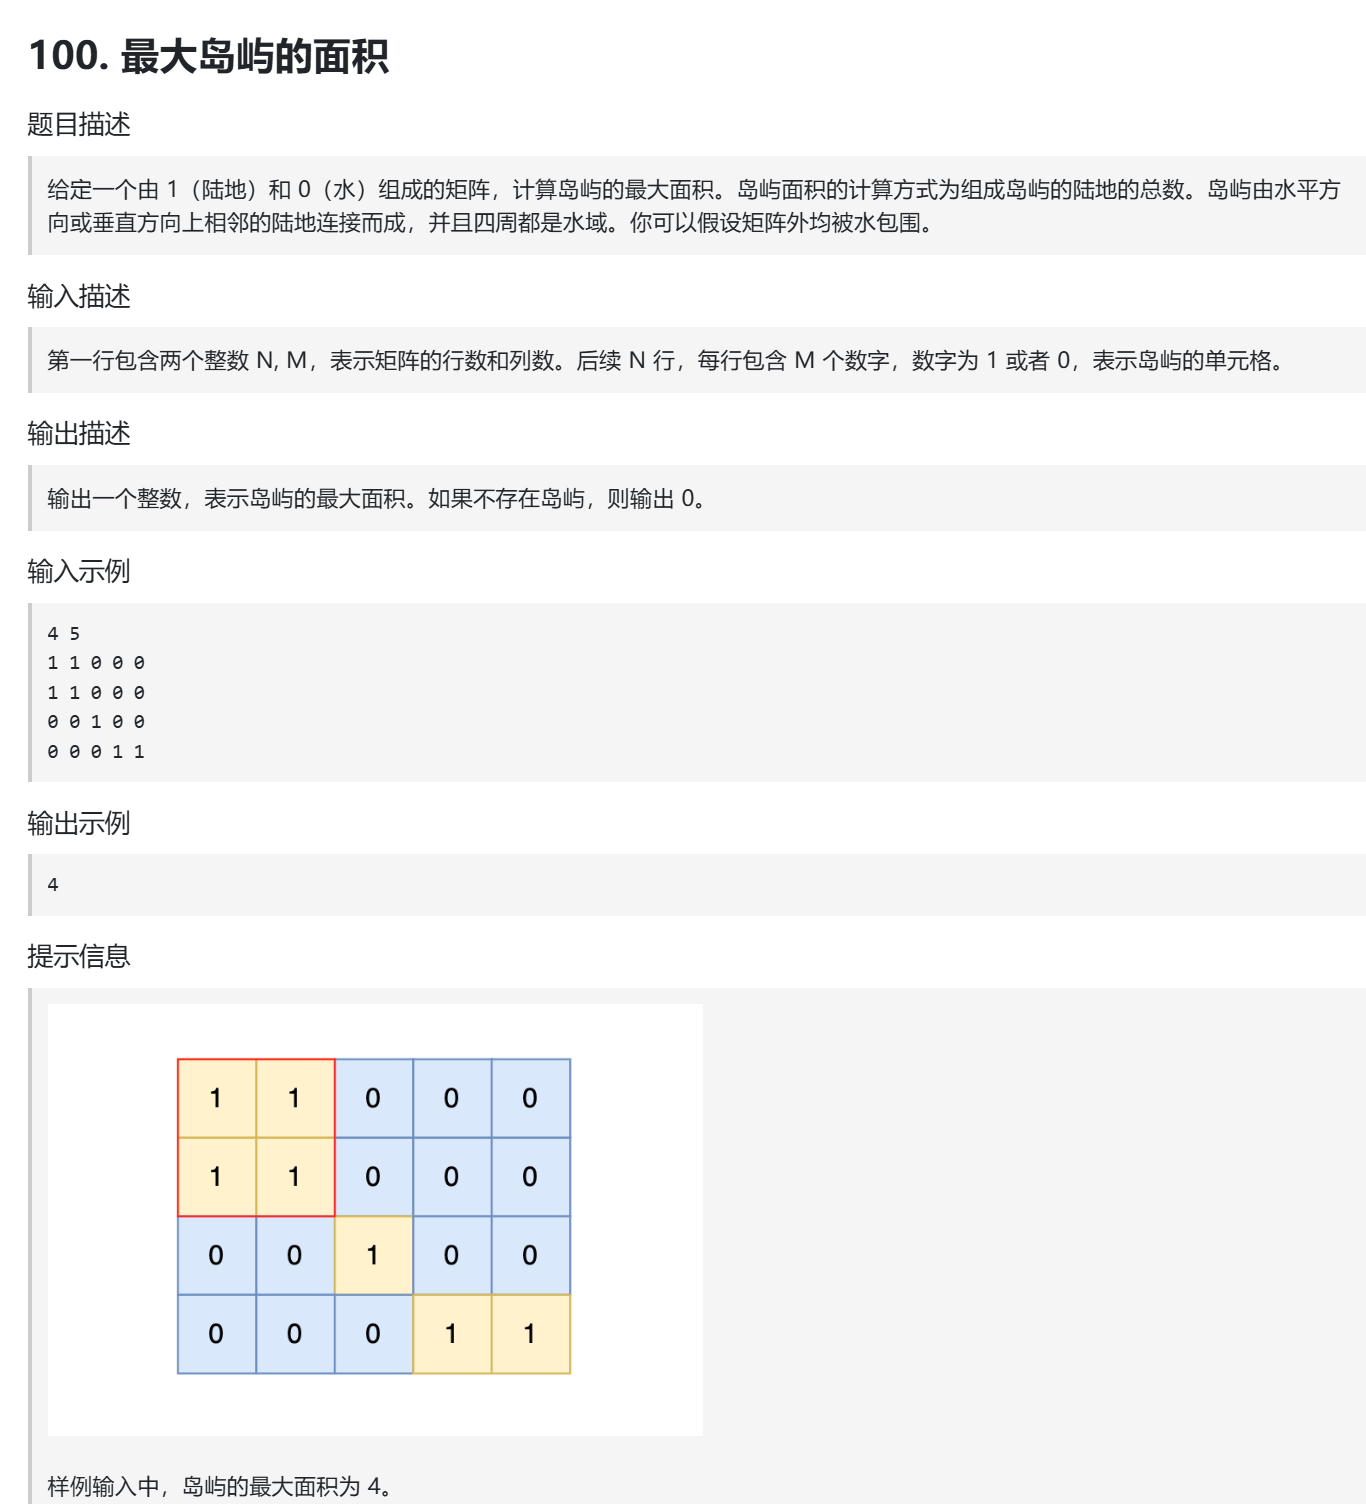 100. 最大岛屿的面积
题目描述
给定一个由 1（陆地）和 0（水）组成的矩阵，计算岛屿的最大面积。岛屿面积的计算方式为组成岛屿的陆地的总数。岛屿由水平方
向或垂直方向上相邻的陆地连接而成，并且四周都是水域。你可以假设矩阵外均被水包围。
输入描述
第一行包含两个整数 N, M，表示矩阵的行数和列数。后续 N 行，每行包含 M 个数字，数字为 1 或者 0，表示岛屿的单元格。
输出描述
输出一个整数，表示岛屿的最大面积。如果不存在岛屿，则输出 0。
输入示例
4 5
1 1 0 0 0
1 1 0 0 0
0 0 1 0 0
0 0 0 1 1
输出示例
4
提示信息
1 1 0 0 0
1 1 0 0 0
0 0 1 0 0
0 0 0 1 1
样例输入中，岛屿的最大面积为 4。